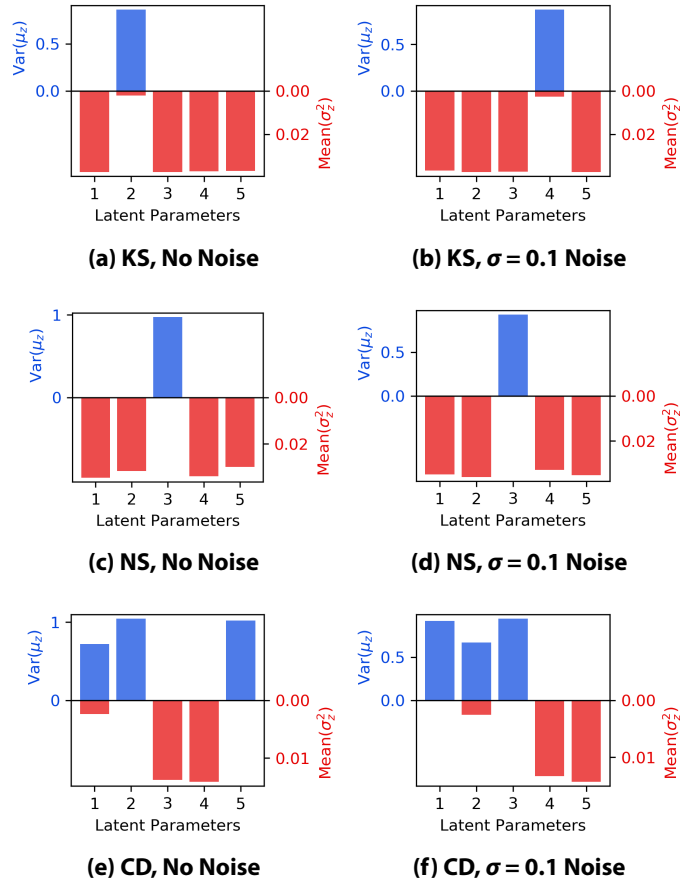 Var(μz)
0.5
0.0
0.00
0.02
Mean(σz²)
1 2 3 4 5
Latent Parameters
(a) KS, No Noise
Var(μz)
0.5
0.0
0.00
0.02
Mean(σz²)
1 2 3 4 5
Latent Parameters
(b) KS, σ = 0.1 Noise
Var(μz)
1
0
0.00
0.02
Mean(σz²)
1 2 3 4 5
Latent Parameters
(c) NS, No Noise
Var(μz)
0.5
0.0
0.00
0.02
Mean(σz²)
1 2 3 4 5
Latent Parameters
(d) NS, σ = 0.1 Noise
Var(μz)
1
0
0.00
0.01
Mean(σz²)
1 2 3 4 5
Latent Parameters
(e) CD, No Noise
Var(μz)
0.5
0.0
0.00
0.01
Mean(σz²)
1 2 3 4 5
Latent Parameters
(f) CD, σ = 0.1 Noise